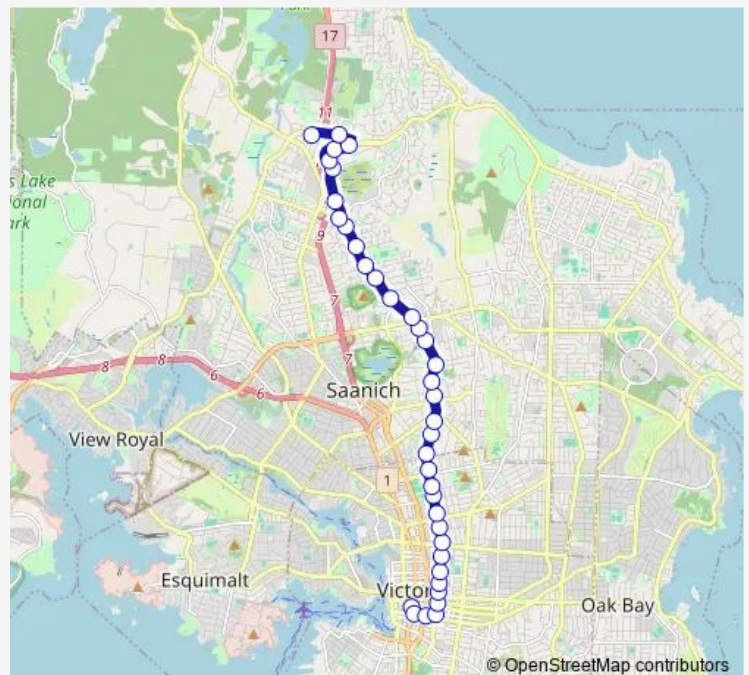 17
11
s Lake
ional
ark
9
7
8
8
6
6
7
Saanich
View Royal
1
Esquimalt
Victor
Oak Bay
© OpenStreetMap contributors